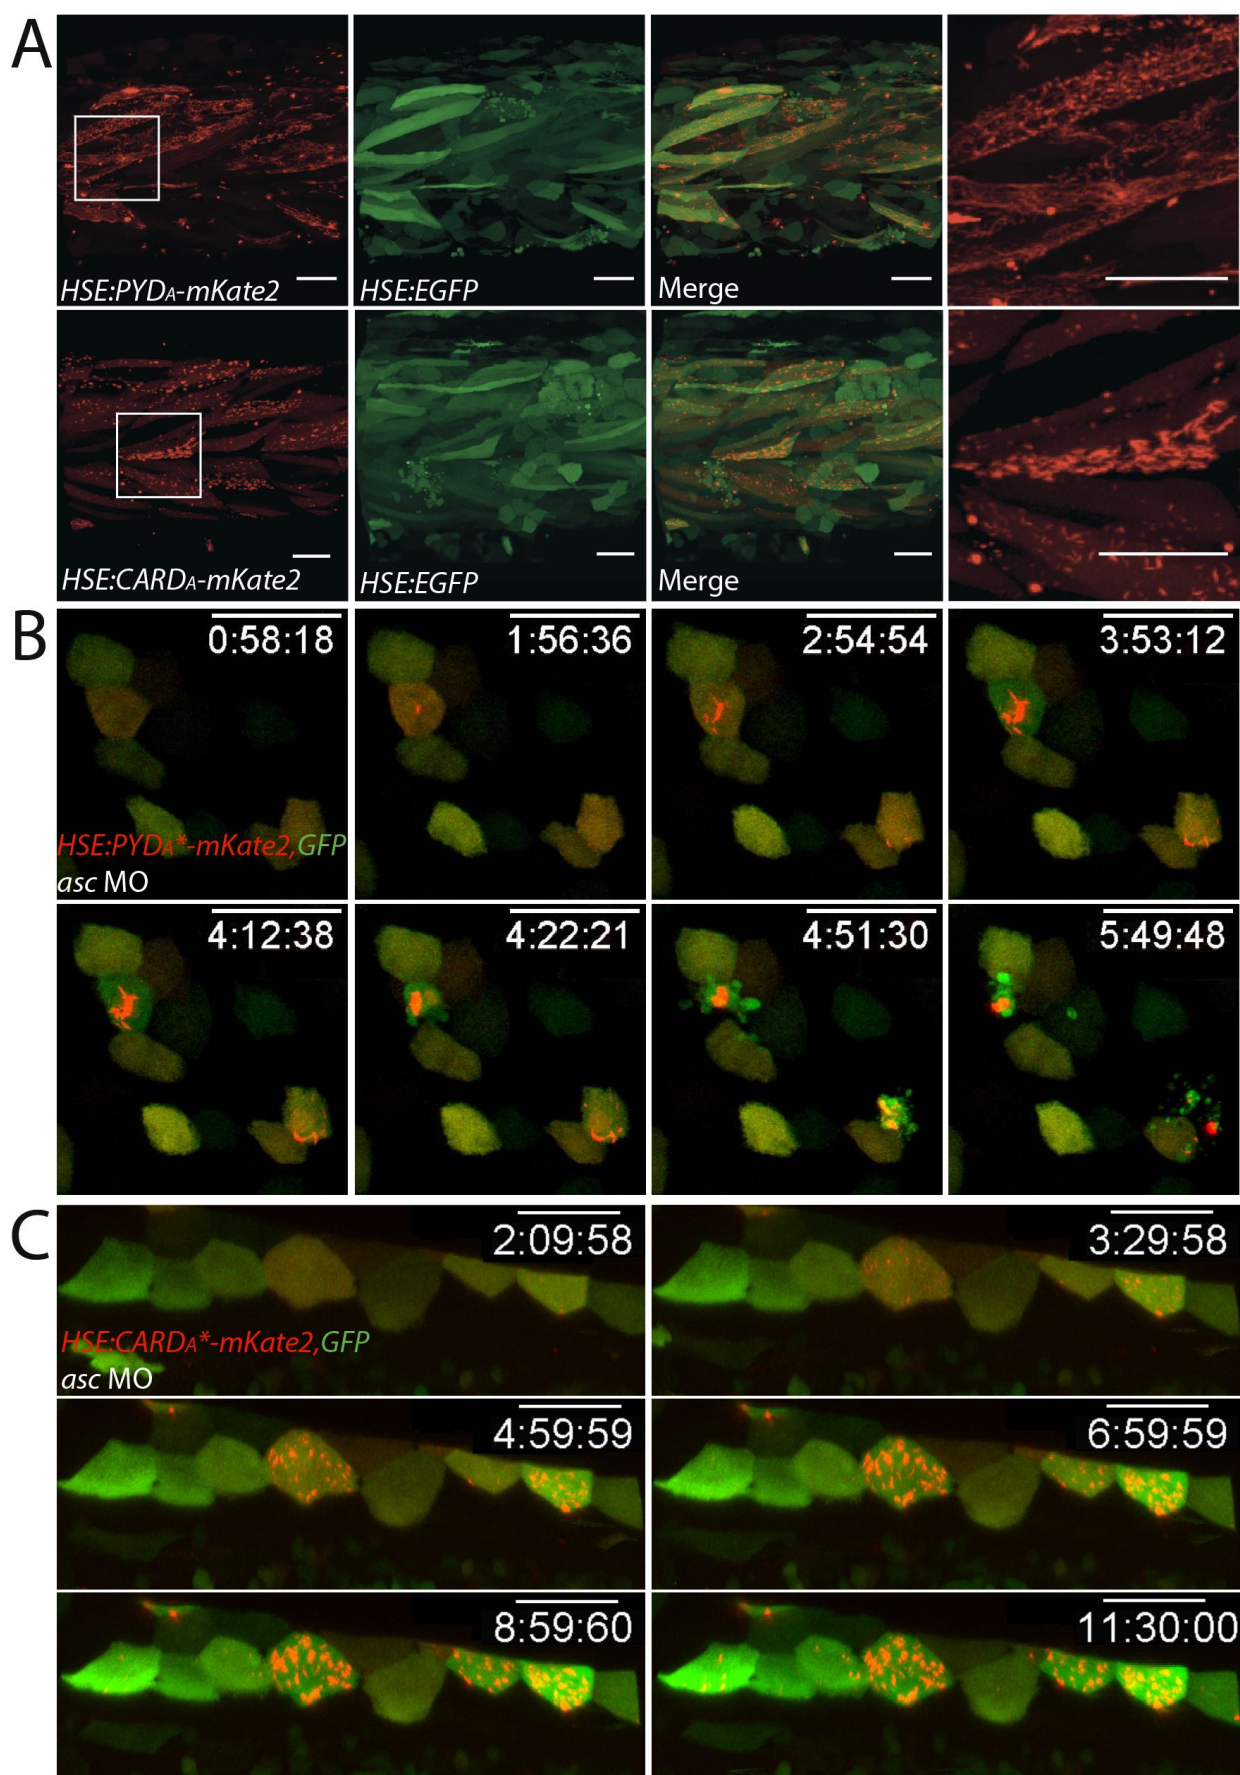 A
HSE:PYDA-mKate2
HSE:EGFP
Merge
HSE:CARDA-mKate2
HSE:EGFP
Merge
B
0:58:18
1:56:36
2:54:54
3:53:12
HSE:PYDA*-mKate2,GFP
asc MO
4:12:38
4:22:21
4:51:30
5:49:48
C
2:09:58
3:29:58
HSE:CARDA*-mKate2,GFP
asc MO
4:59:59
6:59:59
8:59:60
11:30:00